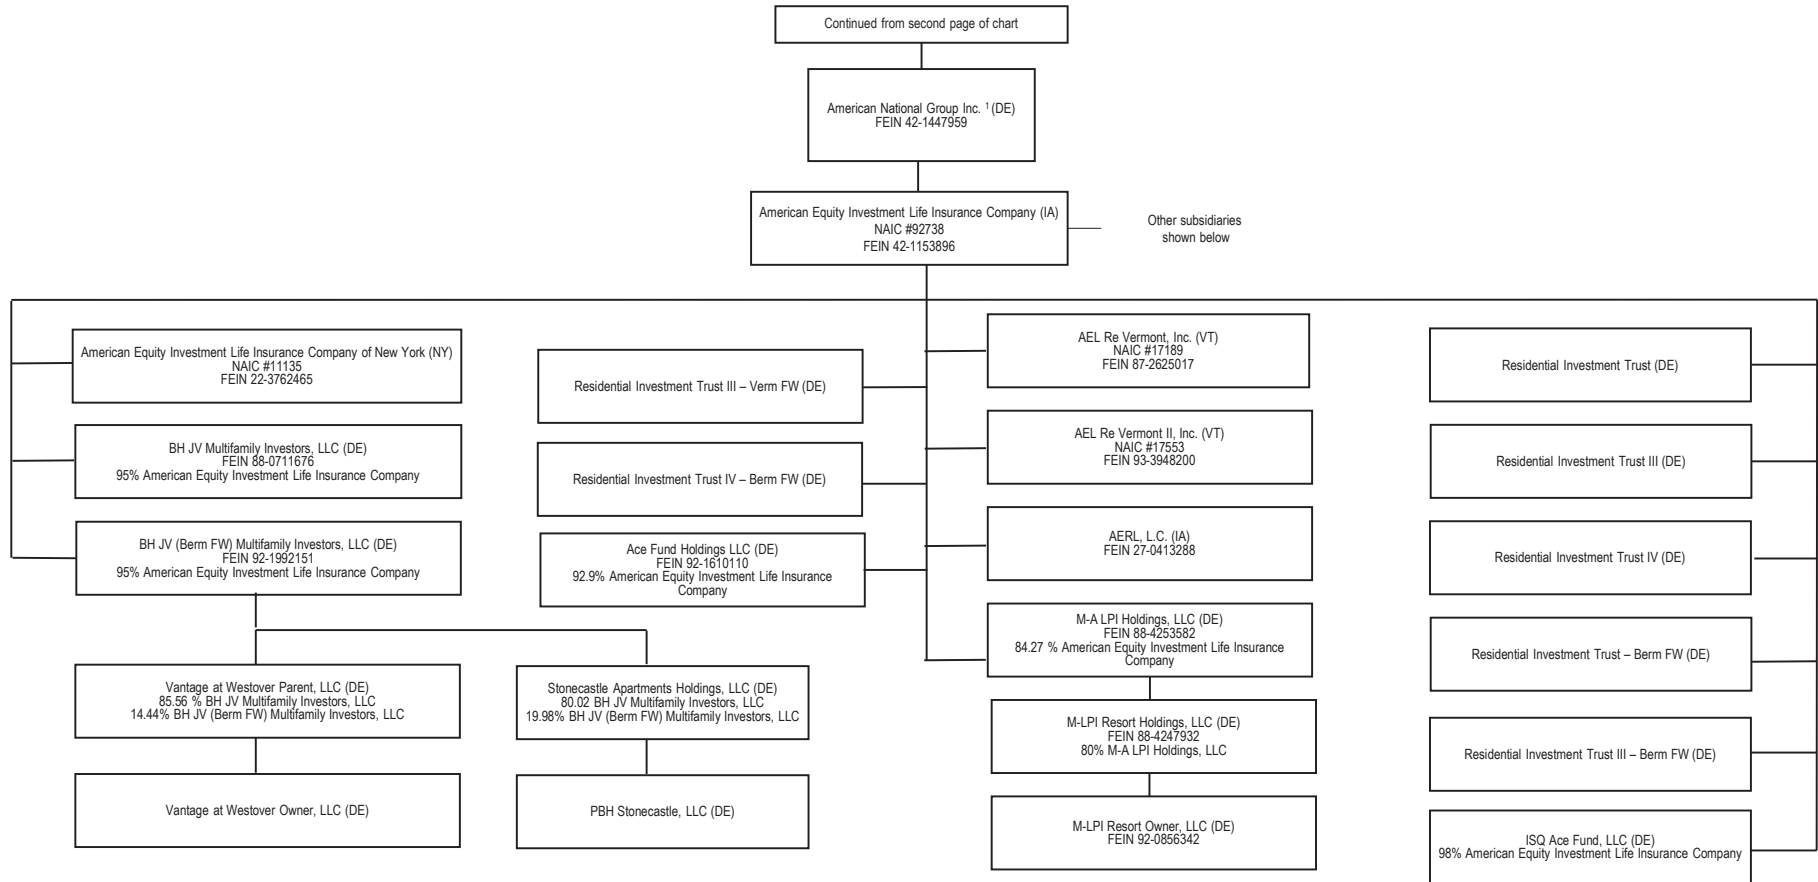 Continued from second page of chart
American National Group Inc. ¹ (DE)
FEIN 42-1447959
American Equity Investment Life Insurance Company (IA)
NAIC #92738
FEIN 42-1153896
Other subsidiaries
shown below
American Equity Investment Life Insurance Company of New York (NY)
NAIC #11135
FEIN 22-3762465
BH JV Multifamily Investors, LLC (DE)
FEIN 88-0711676
95% American Equity Investment Life Insurance Company
BH JV (Berm FW) Multifamily Investors, LLC (DE)
FEIN 92-1992151
95% American Equity Investment Life Insurance Company
Vantage at Westover Parent, LLC (DE)
85.56 % BH JV Multifamily Investors, LLC
14.44% BH JV (Berm FW) Multifamily Investors, LLC
Vantage at Westover Owner, LLC (DE)
Stonecastle Apartments Holdings, LLC (DE)
80.02 BH JV Multifamily Investors, LLC
19.98% BH JV (Berm FW) Multifamily Investors, LLC
PBH Stonecastle, LLC (DE)
Residential Investment Trust III – Verm FW (DE)
Residential Investment Trust IV – Berm FW (DE)
Ace Fund Holdings LLC (DE)
FEIN 92-1610110
92.9% American Equity Investment Life Insurance
Company
AEL Re Vermont, Inc. (VT)
NAIC #17189
FEIN 87-2625017
AEL Re Vermont II, Inc. (VT)
NAIC #17553
FEIN 93-3948200
AERL, L.C. (IA)
FEIN 27-0413288
M-A LPI Holdings, LLC (DE)
FEIN 88-4253582
84.27 % American Equity Investment Life Insurance
Company
M-LPI Resort Holdings, LLC (DE)
FEIN 88-4247932
80% M-A LPI Holdings, LLC
M-LPI Resort Owner, LLC (DE)
FEIN 92-0856342
Residential Investment Trust (DE)
Residential Investment Trust III (DE)
Residential Investment Trust IV (DE)
Residential Investment Trust – Berm FW (DE)
Residential Investment Trust III – Berm FW (DE)
ISQ Ace Fund, LLC (DE)
98% American Equity Investment Life Insurance Company